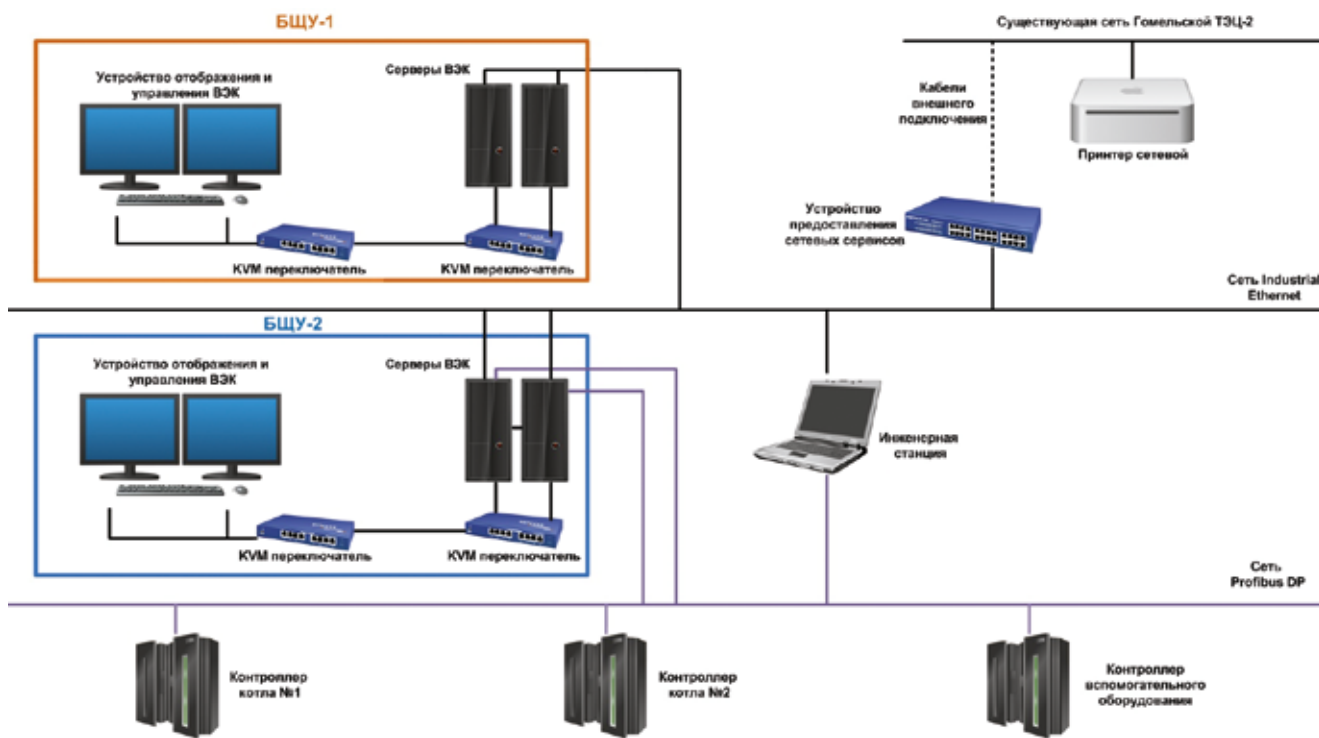 БЩУ-1
Устройство отображения и
управления ВЭК
Серверы ВЭК
KVM переключатель
KVM переключатель
Существующая сеть Гомельской ТЭЦ-2
Кабели
внешнего
подключения
Принтер сетевой
Устройство
предоставления
сетевых сервисов
Сеть Industrial
Ethernet
БЩУ-2
Устройство отображения и
управления ВЭК
Серверы ВЭК
KVM переключатель
KVM переключатель
Инженерная
станция
Сеть
Profibus DP
Контроллер
котла №1
Контроллер
котла №2
Контроллер
вспомогательного
оборудования